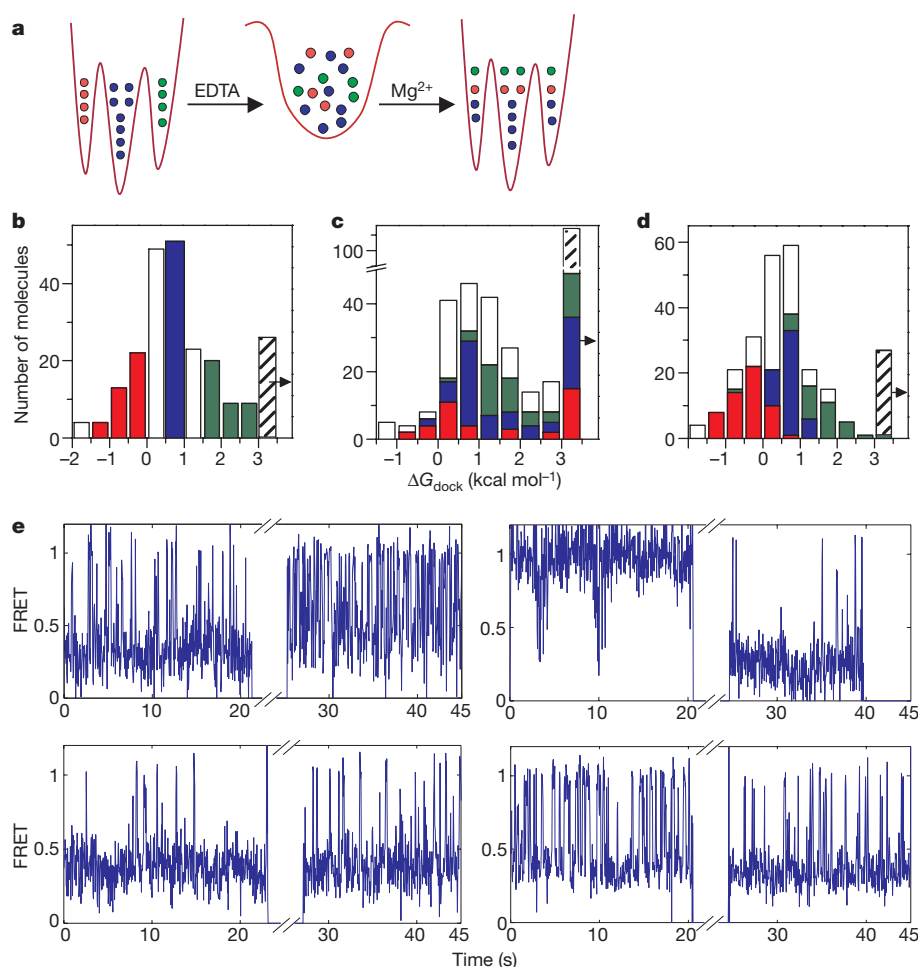 a
EDTA
Mg2+
b
c
d
Number of molecules
40
20
0
−2 −1 0 1 2 3
100
40
20
0
−1 0 1 2 3
60
40
20
0
−1 0 1 2 3
ΔGdock (kcal mol−1)
e
FRET
1
0.5
0
0 10 20 30 45
1
0.5
0
0 10 20 30 40 45
FRET
1
0.5
0
0 10 20 30 45
1
0.5
0
0 10 20 30 40 45
Time (s)